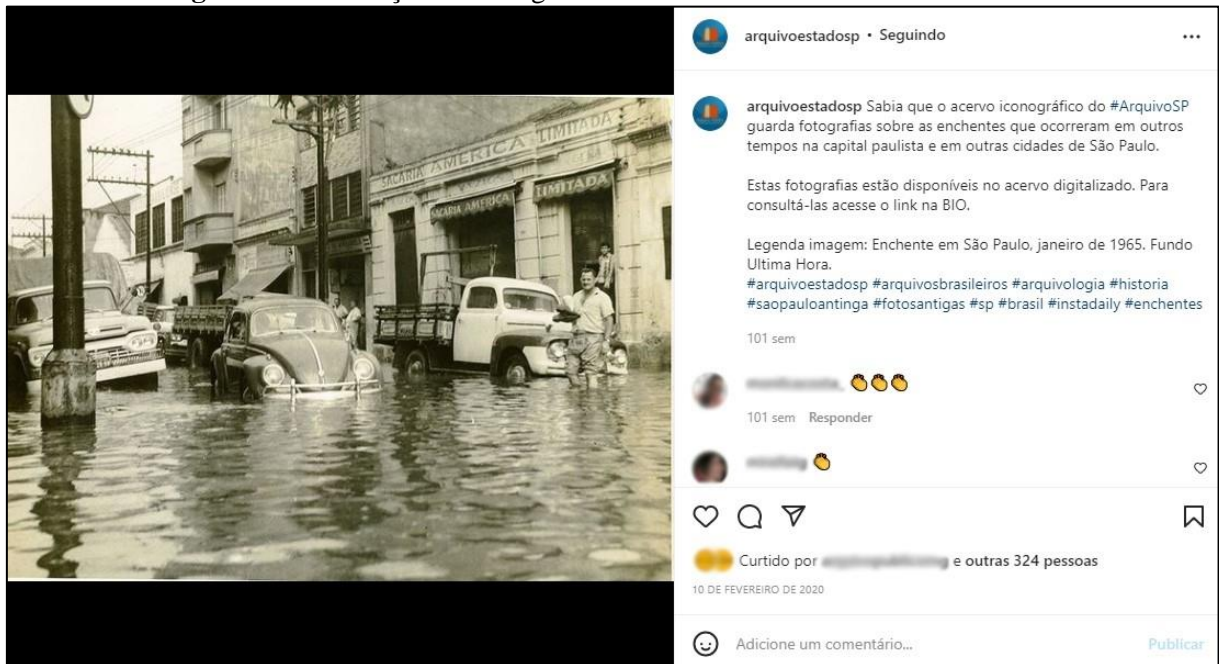 arquivoestadosp • Seguindo
arquivoestadosp Sabia que o acervo iconográfico do #ArquivoSP
guarda fotografias sobre as enchentes que ocorreram em outros
tempos na capital paulista e em outras cidades de São Paulo.
Estas fotografias estão disponíveis no acervo digitalizado. Para
consultá-las acesse o link na BIO.
Legenda imagem: Enchente em São Paulo, janeiro de 1965. Fundo
Ultima Hora.
#arquivoestadosp #arquivosbrasileiros #arquivologia #historia
#saopauloantinga #fotosantigas #sp #brasil #instadaily #enchentes
101 sem
101 sem Responder
Curtido por e outras 324 pessoas
10 DE FEVEREIRO DE 2020
Adicione um comentário... Publicar
SACARIA AMERICA LIMITADA
SACARIA AMERICA
LIMITADA